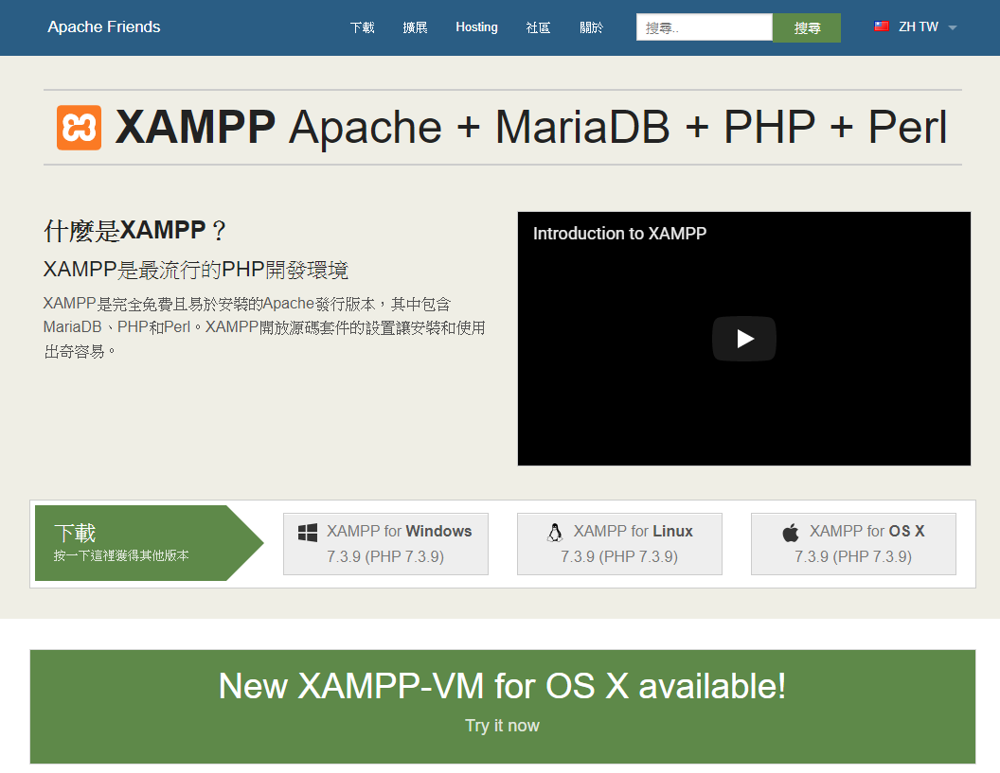 Apache Friends
下載
擴展
Hosting
社區
關於
搜尋..
搜尋
ZH TW
XAMPP Apache + MariaDB + PHP + Perl
什麼是XAMPP？
XAMPP是最流行的PHP開發環境
XAMPP是完全免費且易於安裝的Apache發行版本，其中包含
MariaDB、PHP和Perl。XAMPP開放源碼套件的設置讓安裝和使用
出奇容易。
Introduction to XAMPP
下載
按一下這裡獲得其他版本
XAMPP for Windows
7.3.9 (PHP 7.3.9)
XAMPP for Linux
7.3.9 (PHP 7.3.9)
XAMPP for OS X
7.3.9 (PHP 7.3.9)
New XAMPP-VM for OS X available!
Try it now